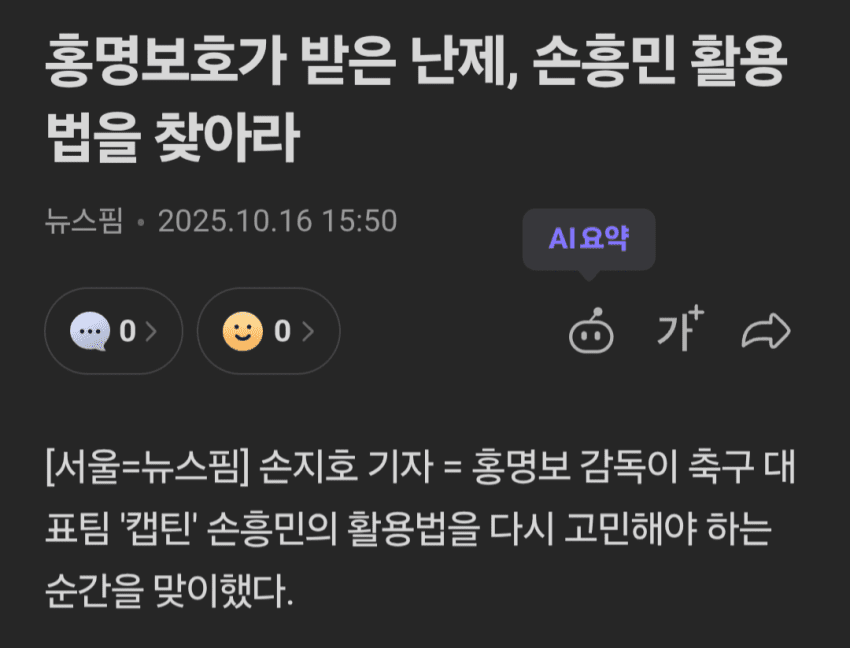 홍명보호가 받은 난제, 손흥민 활용
법을 찾아라
뉴스핌 • 2025.10.16 15:50
AI요약
0
0
가+
[서울=뉴스핌] 손지호 기자 = 홍명보 감독이 축구 대
표팀 '캡틴' 손흥민의 활용법을 다시 고민해야 하는
순간을 맞이했다.